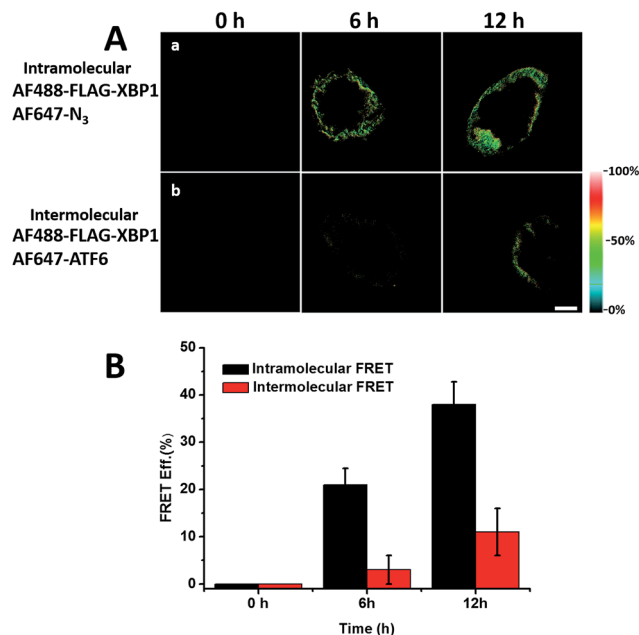 A
0 h 6 h 12 h
a
Intramolecular
AF488-FLAG-XBP1
AF647-N₃
b
Intermolecular
AF488-FLAG-XBP1
AF647-ATF6
100%
50%
0%
B
50
40
30
20
10
0
FRET Eff.(%)
Intramolecular FRET
Intermolecular FRET
0 h 6h 12h
Time (h)